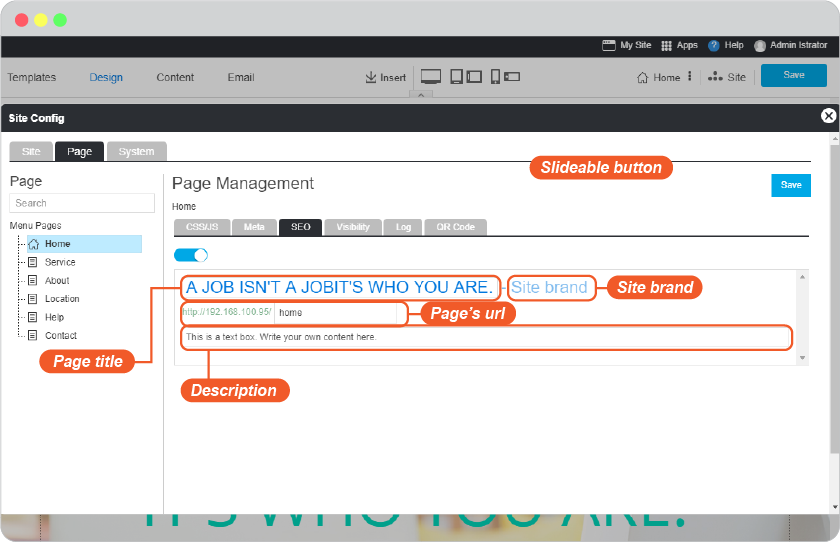 My Site Apps ? Help Admin Istrator
Templates Design Content Email Insert Home Site Save
Site Config
Site Page System
Slideable button
Page
Page Management
Save
Search
Home
Menu Pages
CSS/JS Meta SEO Visibility Log QR Code
Home
Service
About
Location
Help
Contact
A JOB ISN'T A JOBIT'S WHO YOU ARE. - Site brand
Site brand
http://192.168.100.95/ home
Page's url
This is a text box. Write your own content here.
Page title
Description
IT'S WHO YOU ARE.